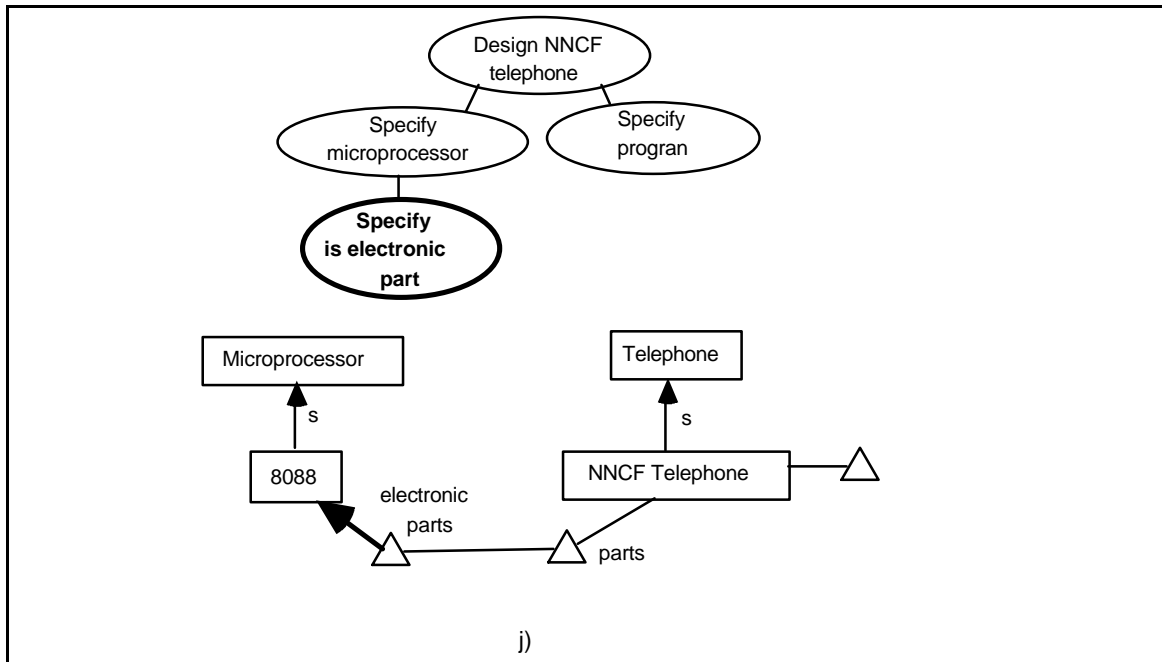 Design NNCF
telephone
Specify
microprocessor
Specify
progran
Specify
is electronic
part
Microprocessor
Telephone
s
s
8088
NNCF Telephone
electronic
parts
parts
j)